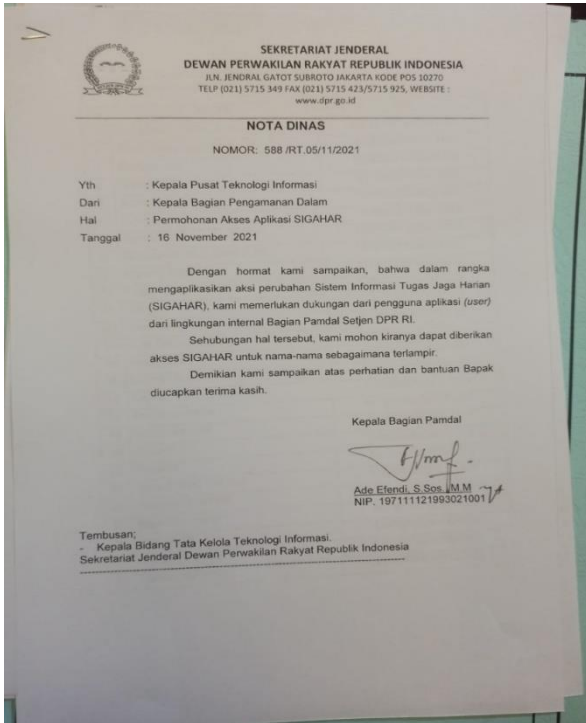 SEKRETARIAT JENDERAL
DEWAN PERWAKILAN RAKYAT REPUBLIK INDONESIA
JLN. JENDRAL GATOT SUBROTO JAKARTA KODE POS 10270
TELP (021) 5715 349 FAX (021) 5715 423/5715 925, WEBSITE :
www.dpr.go.id
NOTA DINAS
NOMOR: 588 /RT.05/11/2021
Yth : Kepala Pusat Teknologi Informasi
Dari : Kepala Bagian Pengamanan Dalam
Hal : Permohonan Akses Aplikasi SIGAHAR
Tanggal : 16 November 2021
Dengan hormat kami sampaikan, bahwa dalam rangka
mengaplikasikan aksi perubahan Sistem Informasi Tugas Jaga Harian
(SIGAHAR), kami memerlukan dukungan dari pengguna aplikasi (user)
dari lingkungan internal Bagian Pamdal Setjen DPR RI.
Sehubungan hal tersebut, kami mohon kiranya dapat diberikan
akses SIGAHAR untuk nama-nama sebagaimana terlampir.
Demikian kami sampaikan atas perhatian dan bantuan Bapak
diucapkan terima kasih.
Kepala Bagian Pamdal
Ade Efendi, S.Sos.,M.M
NIP. 197111121993021001
Tembusan;
- Kepala Bidang Tata Kelola Teknologi Informasi.
Sekretariat Jenderal Dewan Perwakilan Rakyat Republik Indonesia